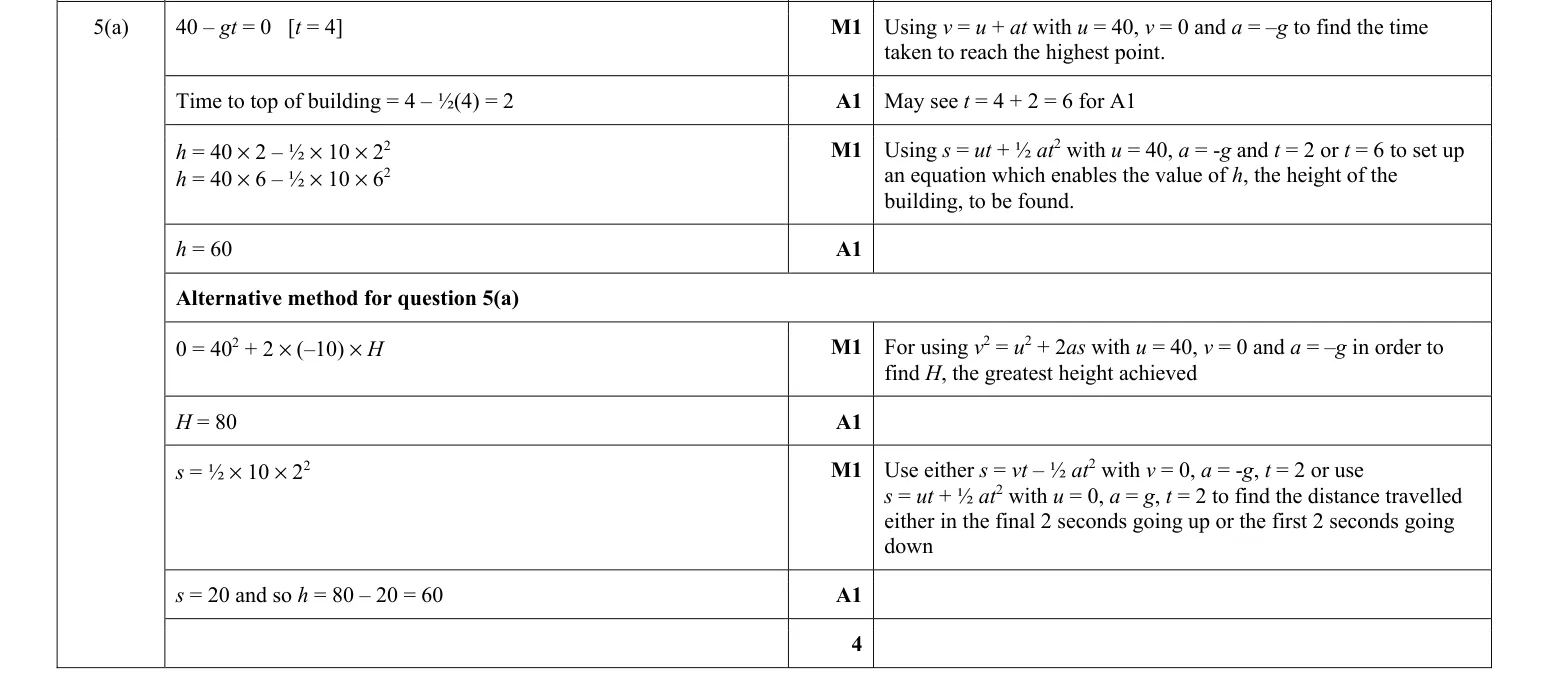 5(a) 40 – gt = 0 [t = 4] M1 Using v = u + at with u = 40, v = 0 and a = –g to find the time
taken to reach the highest point.
Time to top of building = 4 – ½(4) = 2 A1 May see t = 4 + 2 = 6 for A1
h = 40 × 2 – ½ × 10 × 2²
h = 40 × 6 – ½ × 10 × 6²
M1 Using s = ut + ½ at² with u = 40, a = -g and t = 2 or t = 6 to set up
an equation which enables the value of h, the height of the
building, to be found.
h = 60 A1
Alternative method for question 5(a)
0 = 40² + 2 × (–10) × H M1 For using v² = u² + 2as with u = 40, v = 0 and a = –g in order to
find H, the greatest height achieved
H = 80 A1
s = ½ × 10 × 2² M1 Use either s = vt – ½ at² with v = 0, a = -g, t = 2 or use
s = ut + ½ at² with u = 0, a = g, t = 2 to find the distance travelled
either in the final 2 seconds going up or the first 2 seconds going
down
s = 20 and so h = 80 – 20 = 60 A1
4